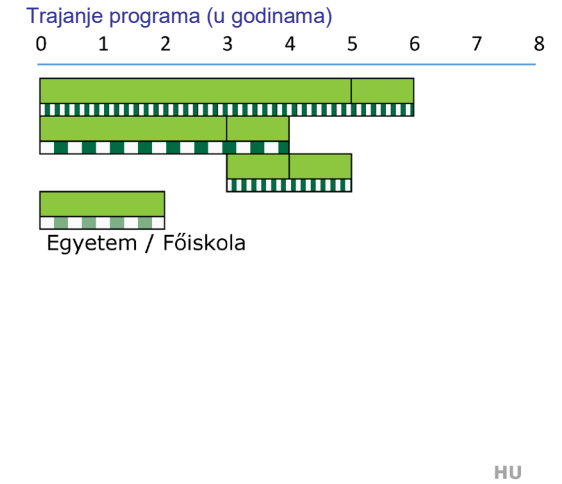 Trajanje programa (u godinama)
0 1 2 3 4 5 6 7 8
Egyetem / Főiskola
HU